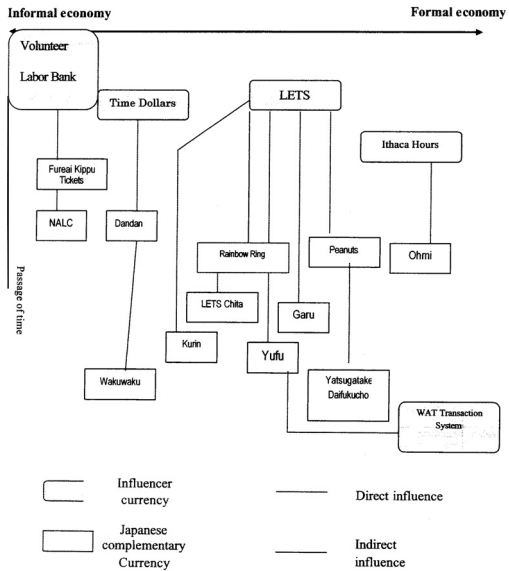 Informal economy
Formal economy
Volunteer
Labor Bank
Time Dollars
LETS
Ithaca Hours
Fureai Kippu
Tickets
NALC
Dandan
Rainbow Ring
Peanuts
Ohmi
LETS Chita
Garu
Kurin
Yufu
Wakuwaku
Yatsugatake
Daifukucho
WAT Transaction
System
Passage of time
Influencer
currency
Direct influence
Japanese
complementary
Currency
Indirect
influence